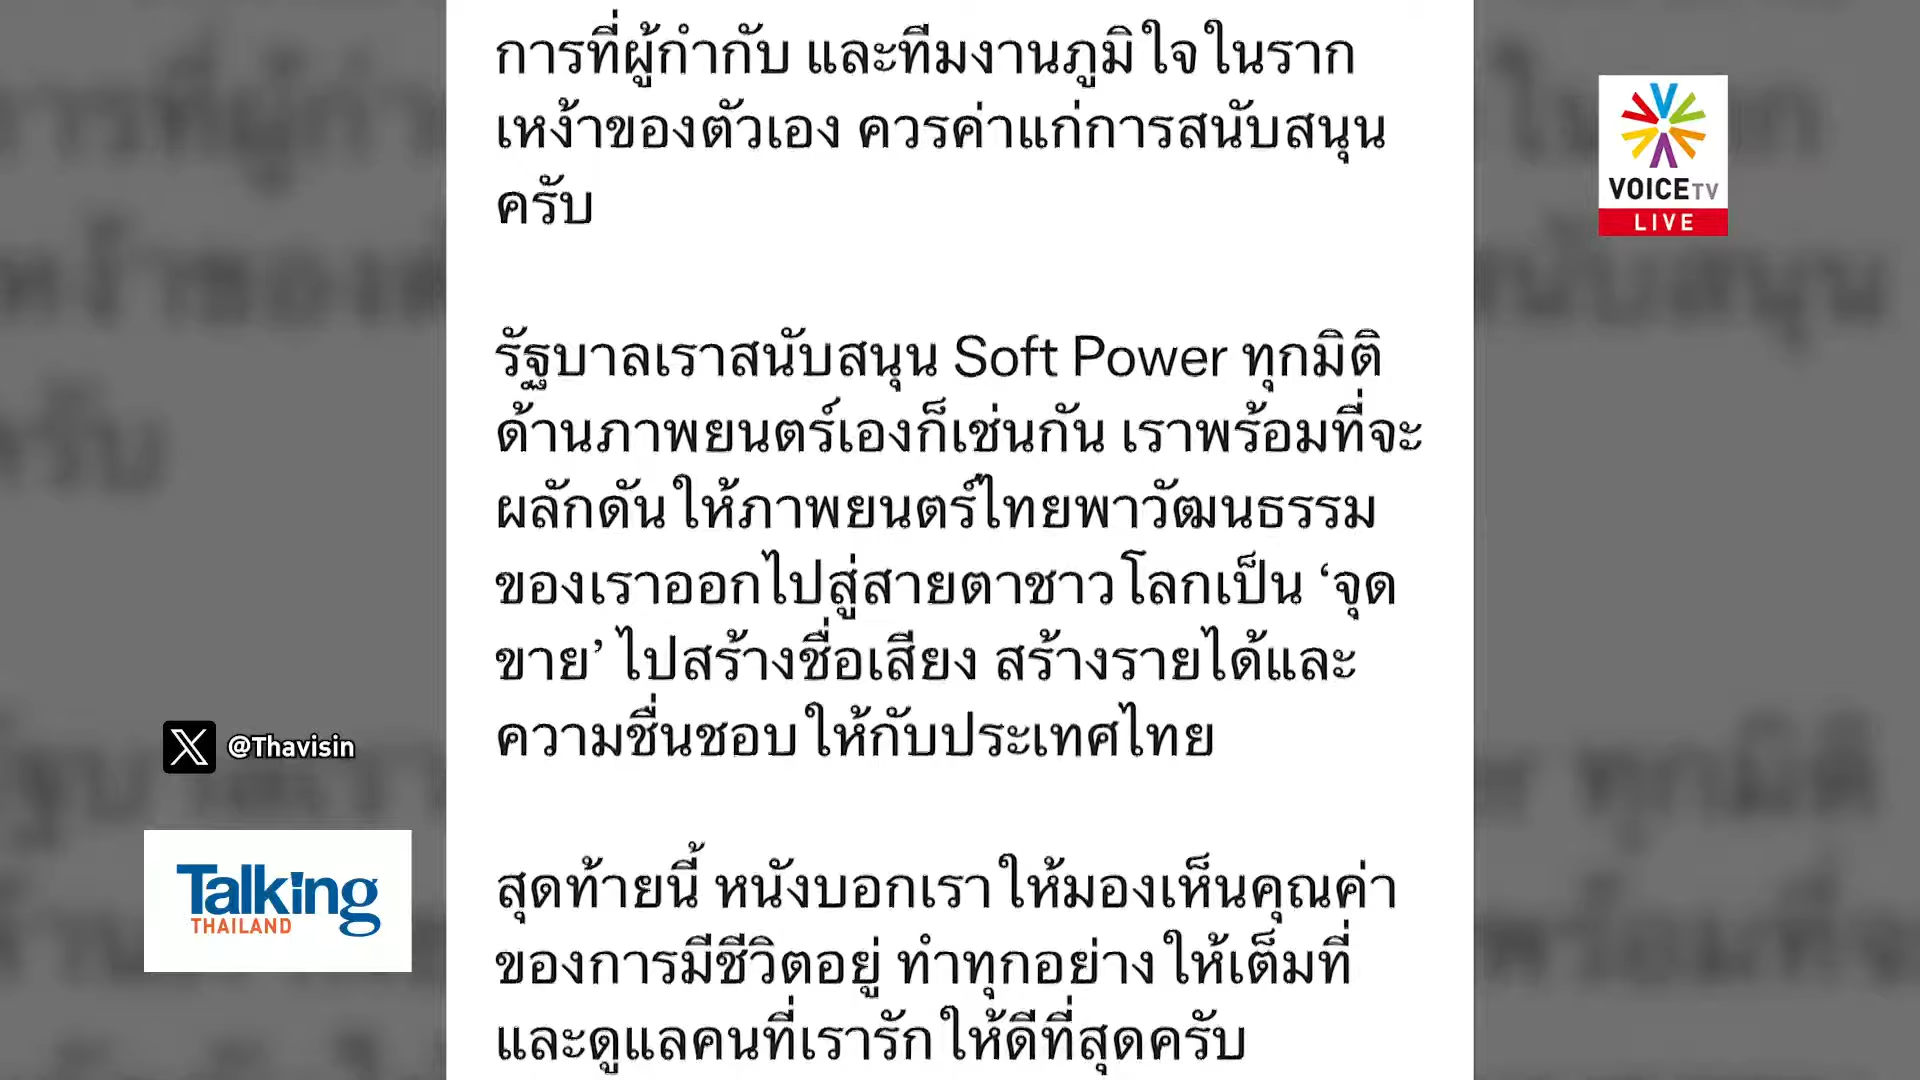 การที่ผู้กำกับ และทีมงานภูมิใจในราก
เหง้าของตัวเอง ควรค่าแก่การสนับสนุน
ครับ
รัฐบาลเราสนับสนุน Soft Power ทุกมิติ
ด้านภาพยนตร์เองก็เช่นกัน เราพร้อมที่จะ
ผลักดันให้ภาพยนตร์ไทยพาวัฒนธรรม
ของเราออกไปสู่สายตาชาวโลกเป็น ‘จุด
ขาย’ ไปสร้างชื่อเสียง สร้างรายได้และ
ความชื่นชอบให้กับประเทศไทย
สุดท้ายนี้ หนังบอกเราให้มองเห็นคุณค่า
ของการมีชีวิตอยู่ ทำทุกอย่างให้เต็มที่
และดูแลคนที่เรารักให้ดีที่สุดครับ
VOICE TV
LIVE
@Thavisin
Talking
THAILAND